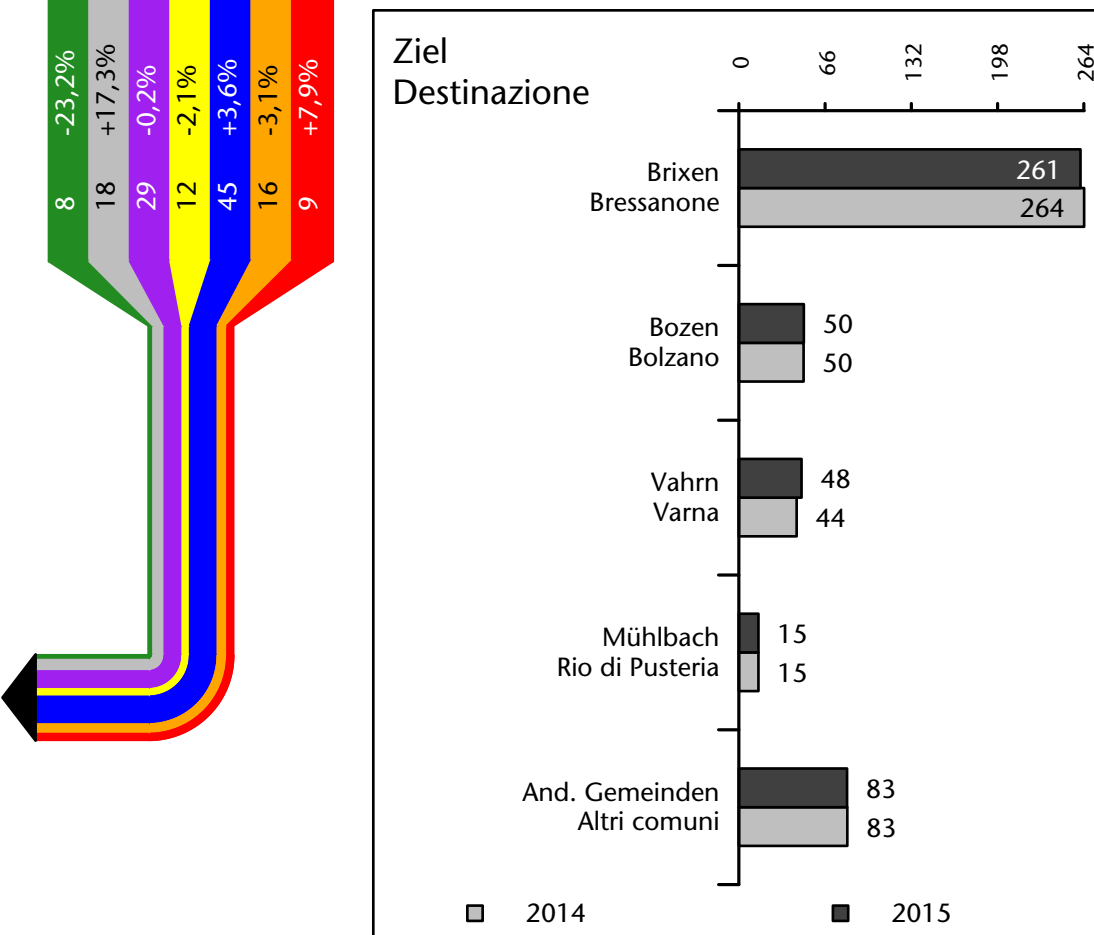 -23,2%
+17,3%
-0,2%
-2,1%
+3,6%
-3,1%
+7,9%
8
18
29
12
45
16
9
Ziel
Destinazione
0
66
132
198
264
Brixen
Bressanone
261
264
Bozen
Bolzano
50
50
Vahrn
Varna
48
44
Mühlbach
Rio di Pusteria
15
15
And. Gemeinden
Altri comuni
83
83
2014
2015